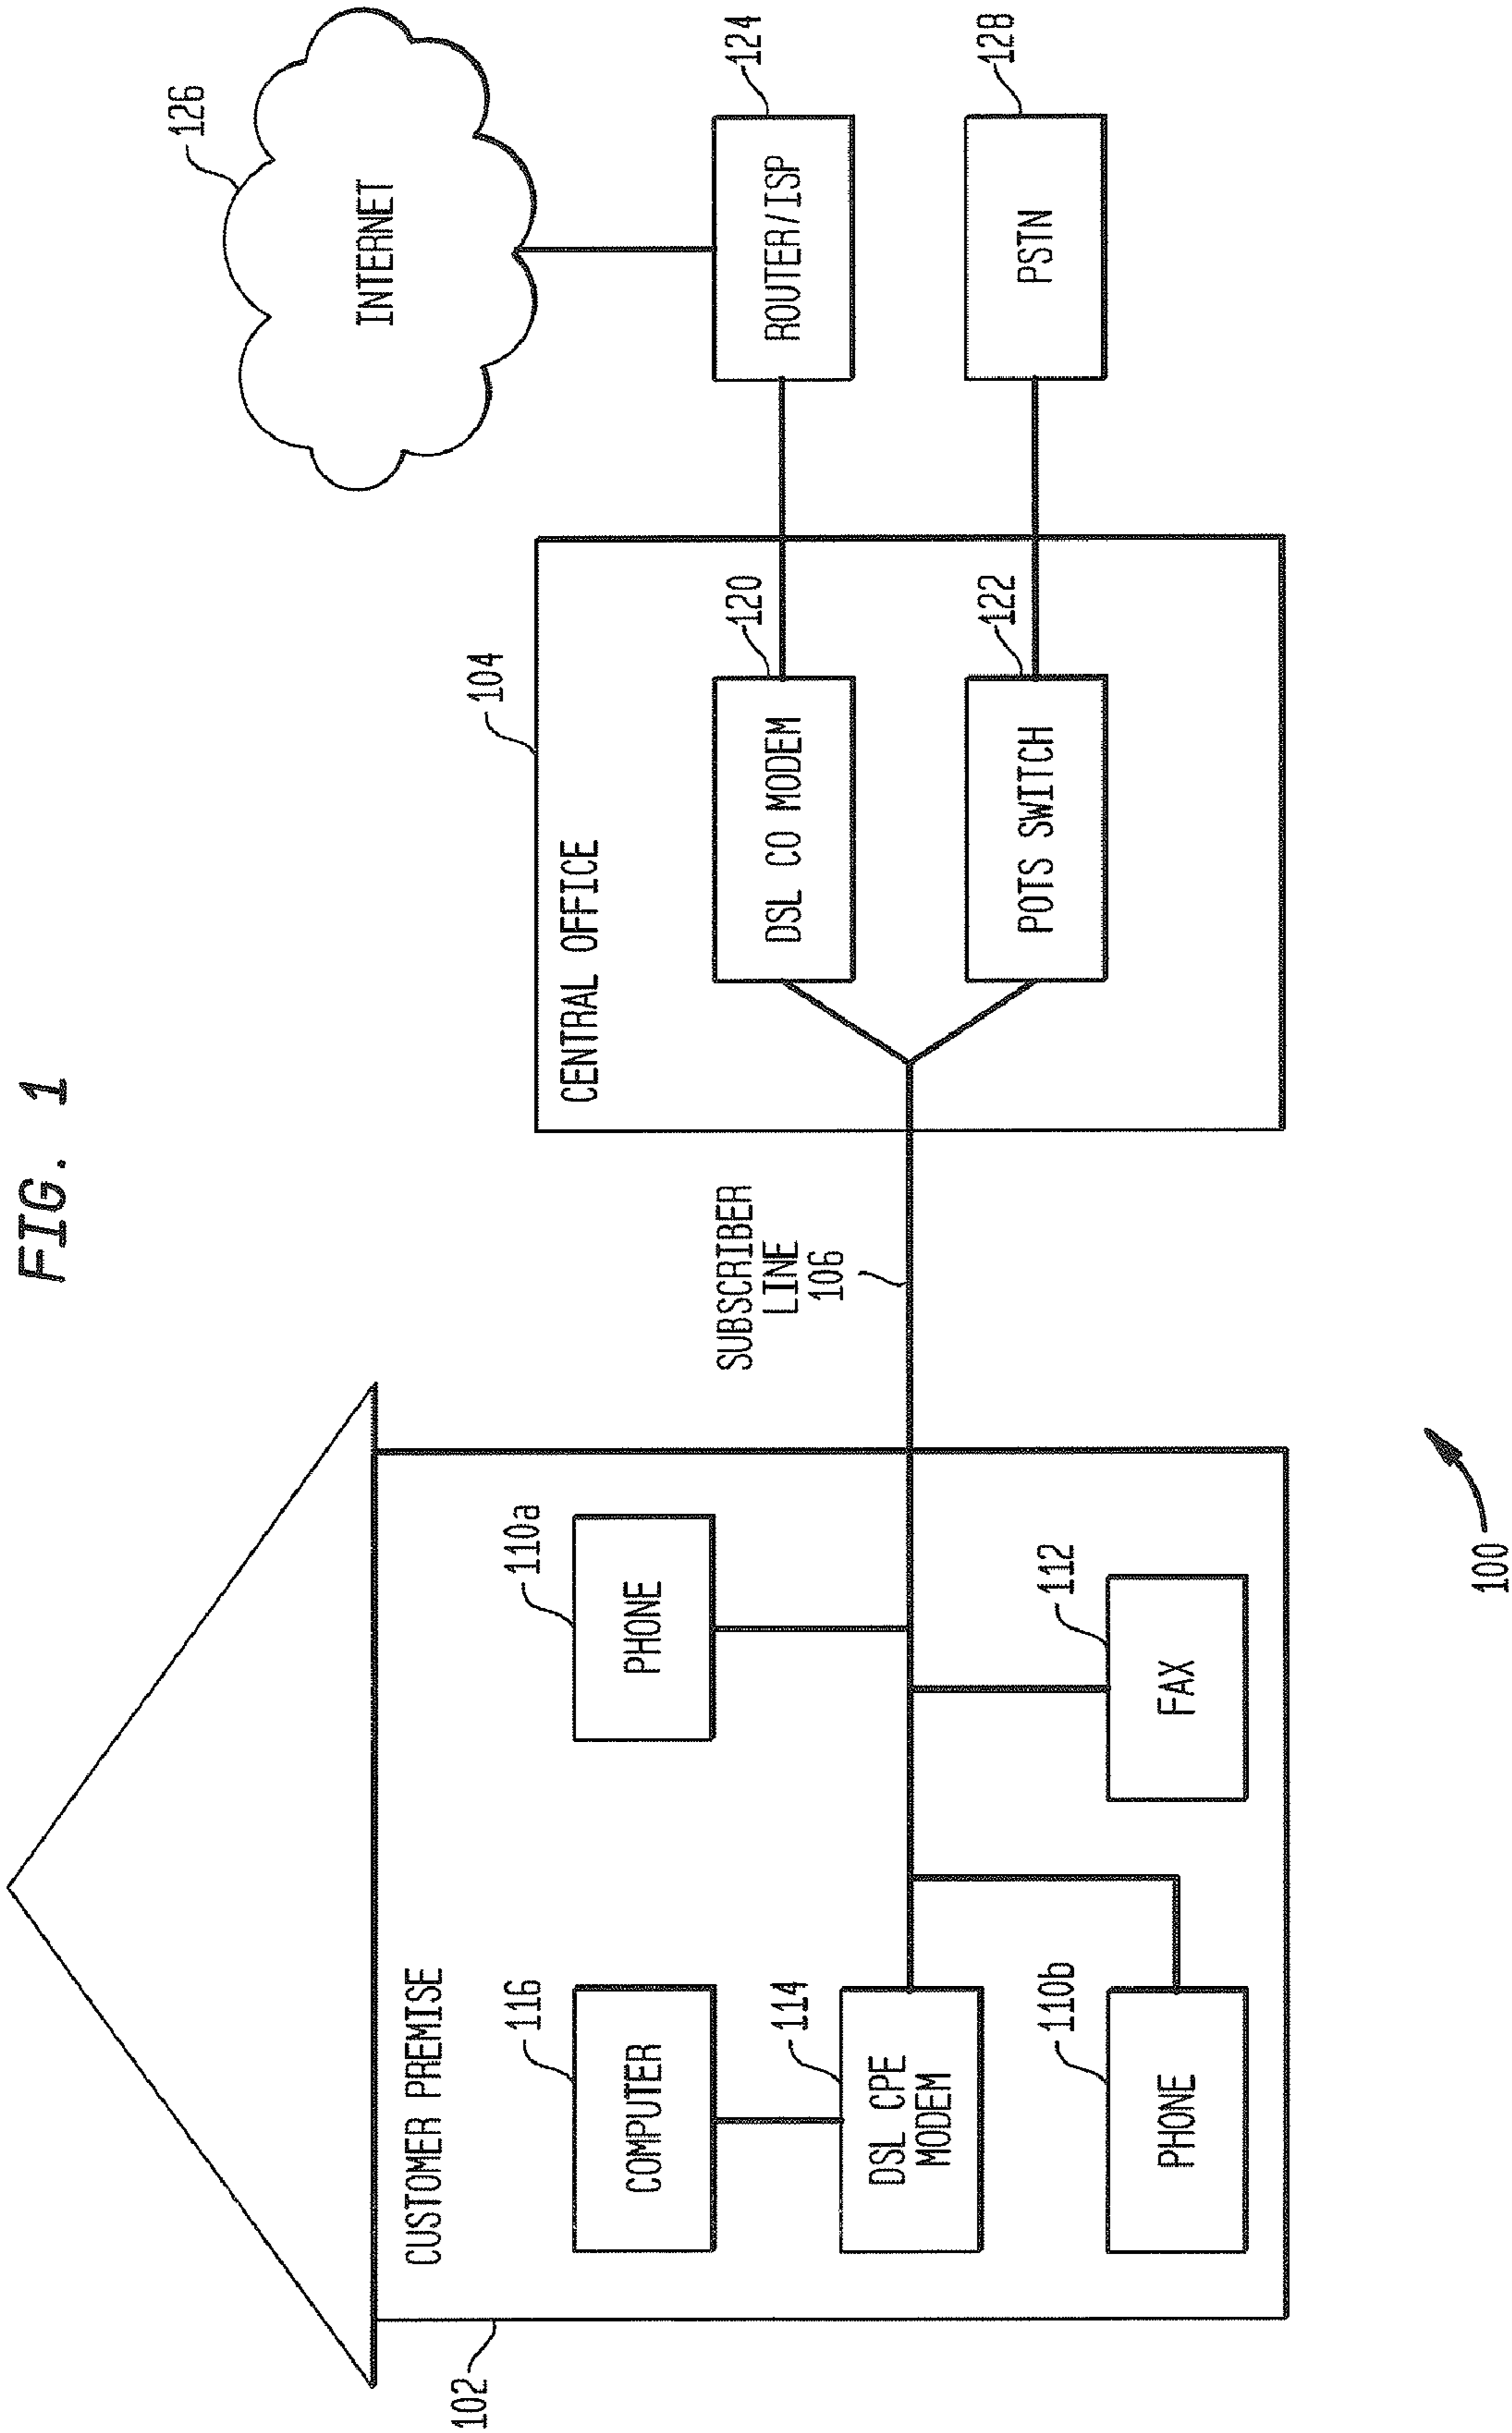 FIG. 1
126
INTERNET
124
ROUTER/ISP
128
PSTN
104
CENTRAL OFFICE
120
DSL CO MODEM
122
POTS SWITCH
SUBSCRIBER
LINE
106
102
CUSTOMER PREMISE
116
COMPUTER
110a
PHONE
114
DSL CPE
MODEM
110b
PHONE
112
FAX
100